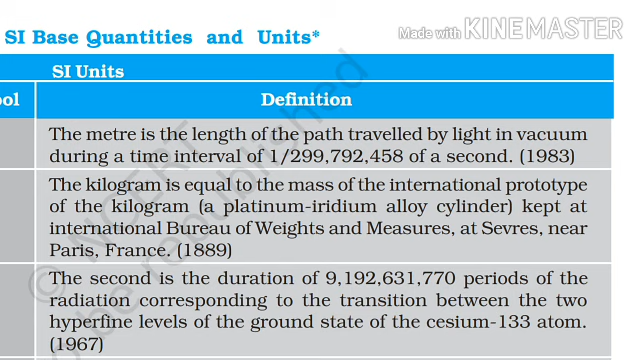 Made with KINEMASTER
SI Base Quantities and Units*
SI Units
ol Definition
The metre is the length of the path travelled by light in vacuum
during a time interval of 1/299,792,458 of a second. (1983)
The kilogram is equal to the mass of the international prototype
of the kilogram (a platinum-iridium alloy cylinder) kept at
international Bureau of Weights and Measures, at Sevres, near
Paris, France. (1889)
The second is the duration of 9,192,631,770 periods of the
radiation corresponding to the transition between the two
hyperfine levels of the ground state of the cesium-133 atom.
(1967)
© NCERT
be republished